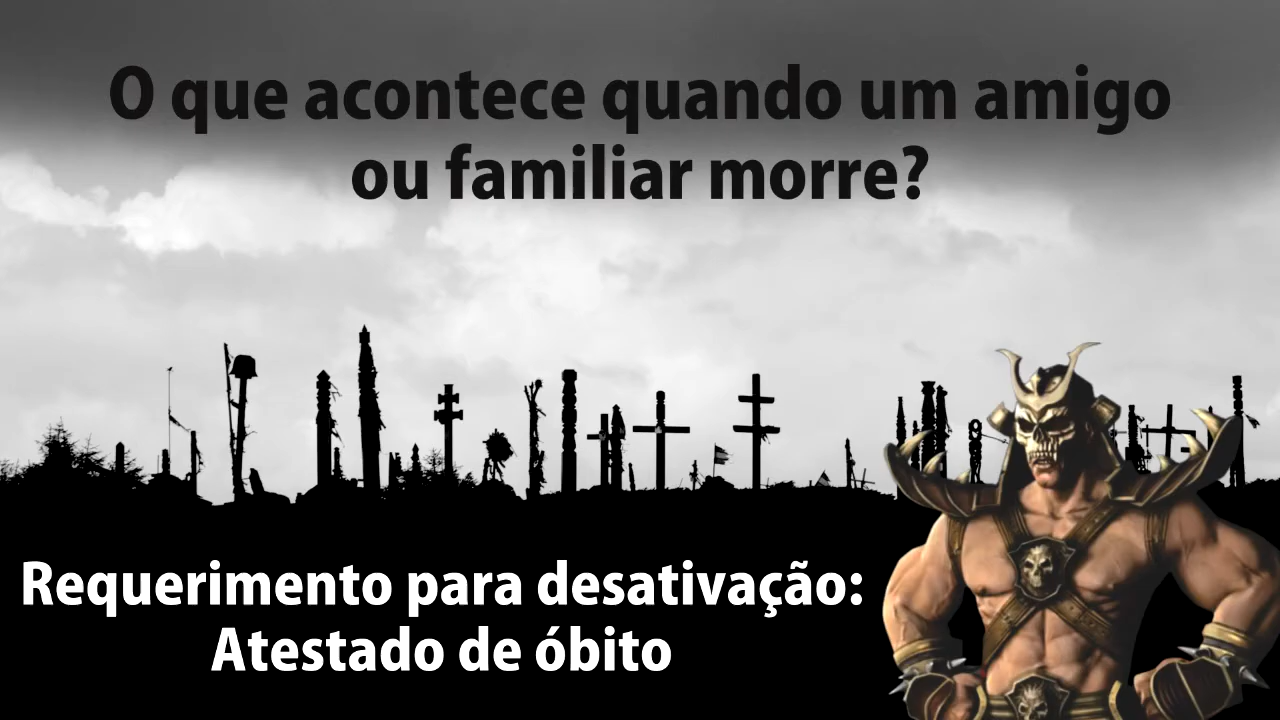 O que acontece quando um amigo
ou familiar morre?
Requerimento para desativação:
Atestado de óbito